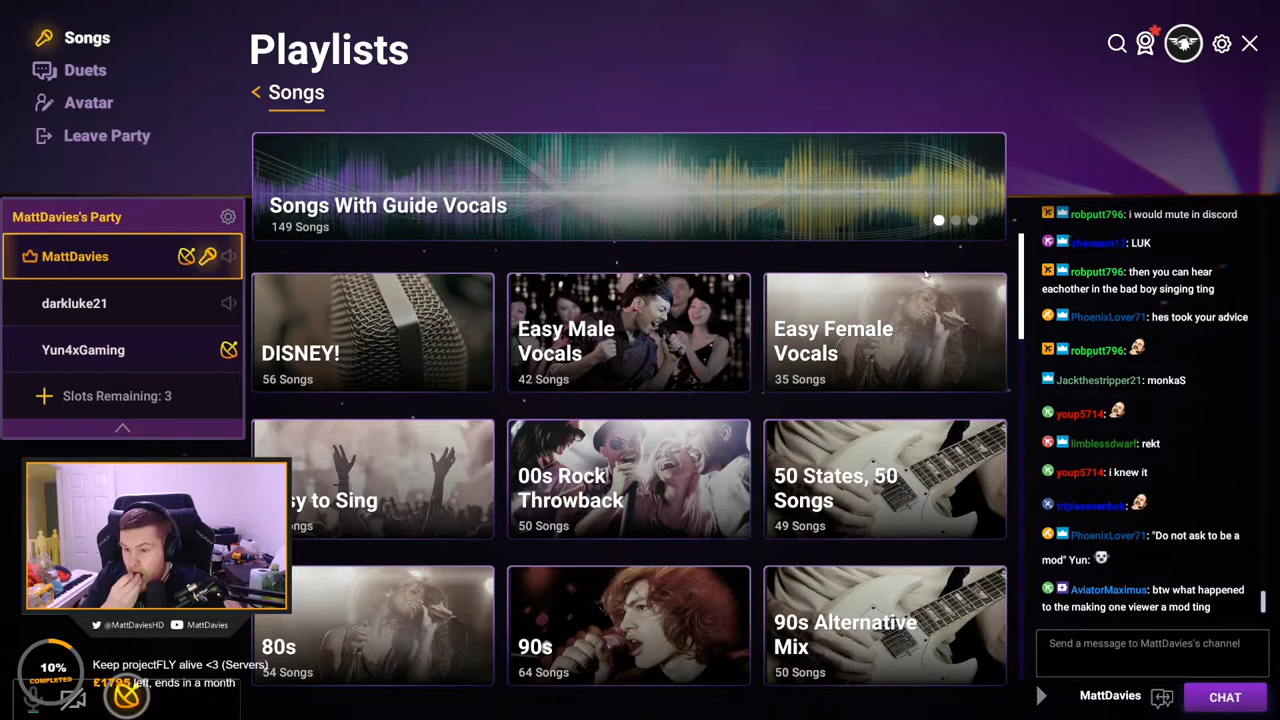 Songs
Duets
Avatar
Leave Party
Playlists
Songs
MattDavies's Party
MattDavies
darkluke21
Yun4xGaming
Slots Remaining: 3
Songs With Guide Vocals
149 Songs
DISNEY!
56 Songs
Easy Male
Vocals
42 Songs
Easy Female
Vocals
35 Songs
sy to Sing
ngs
00s Rock
Throwback
50 Songs
50 States, 50
Songs
49 Songs
80s
54 Songs
90s
64 Songs
90s Alternative
Mix
50 Songs
robputt796: i would mute in discord
: LUK
robputt796: then you can hear
eachother in the bad boy singing ting
PhoenixLover71: hes took your advice
robputt796:
Jackthestripper21: monkaS
youp5714:
limblessdwarf: rekt
youp5714: i knew it
triplesevenbob:
PhoenixLover71: "Do not ask to be a
mod" Yun:
AviatorMaximus: btw what happened
to the making one viewer a mod ting
Send a message to MattDavies's channel
MattDavies
CHAT
@MattDaviesHD MattDavies
10%
COMPLETED
Keep projectFLY alive <3 (Servers)
£1795 left, ends in a month